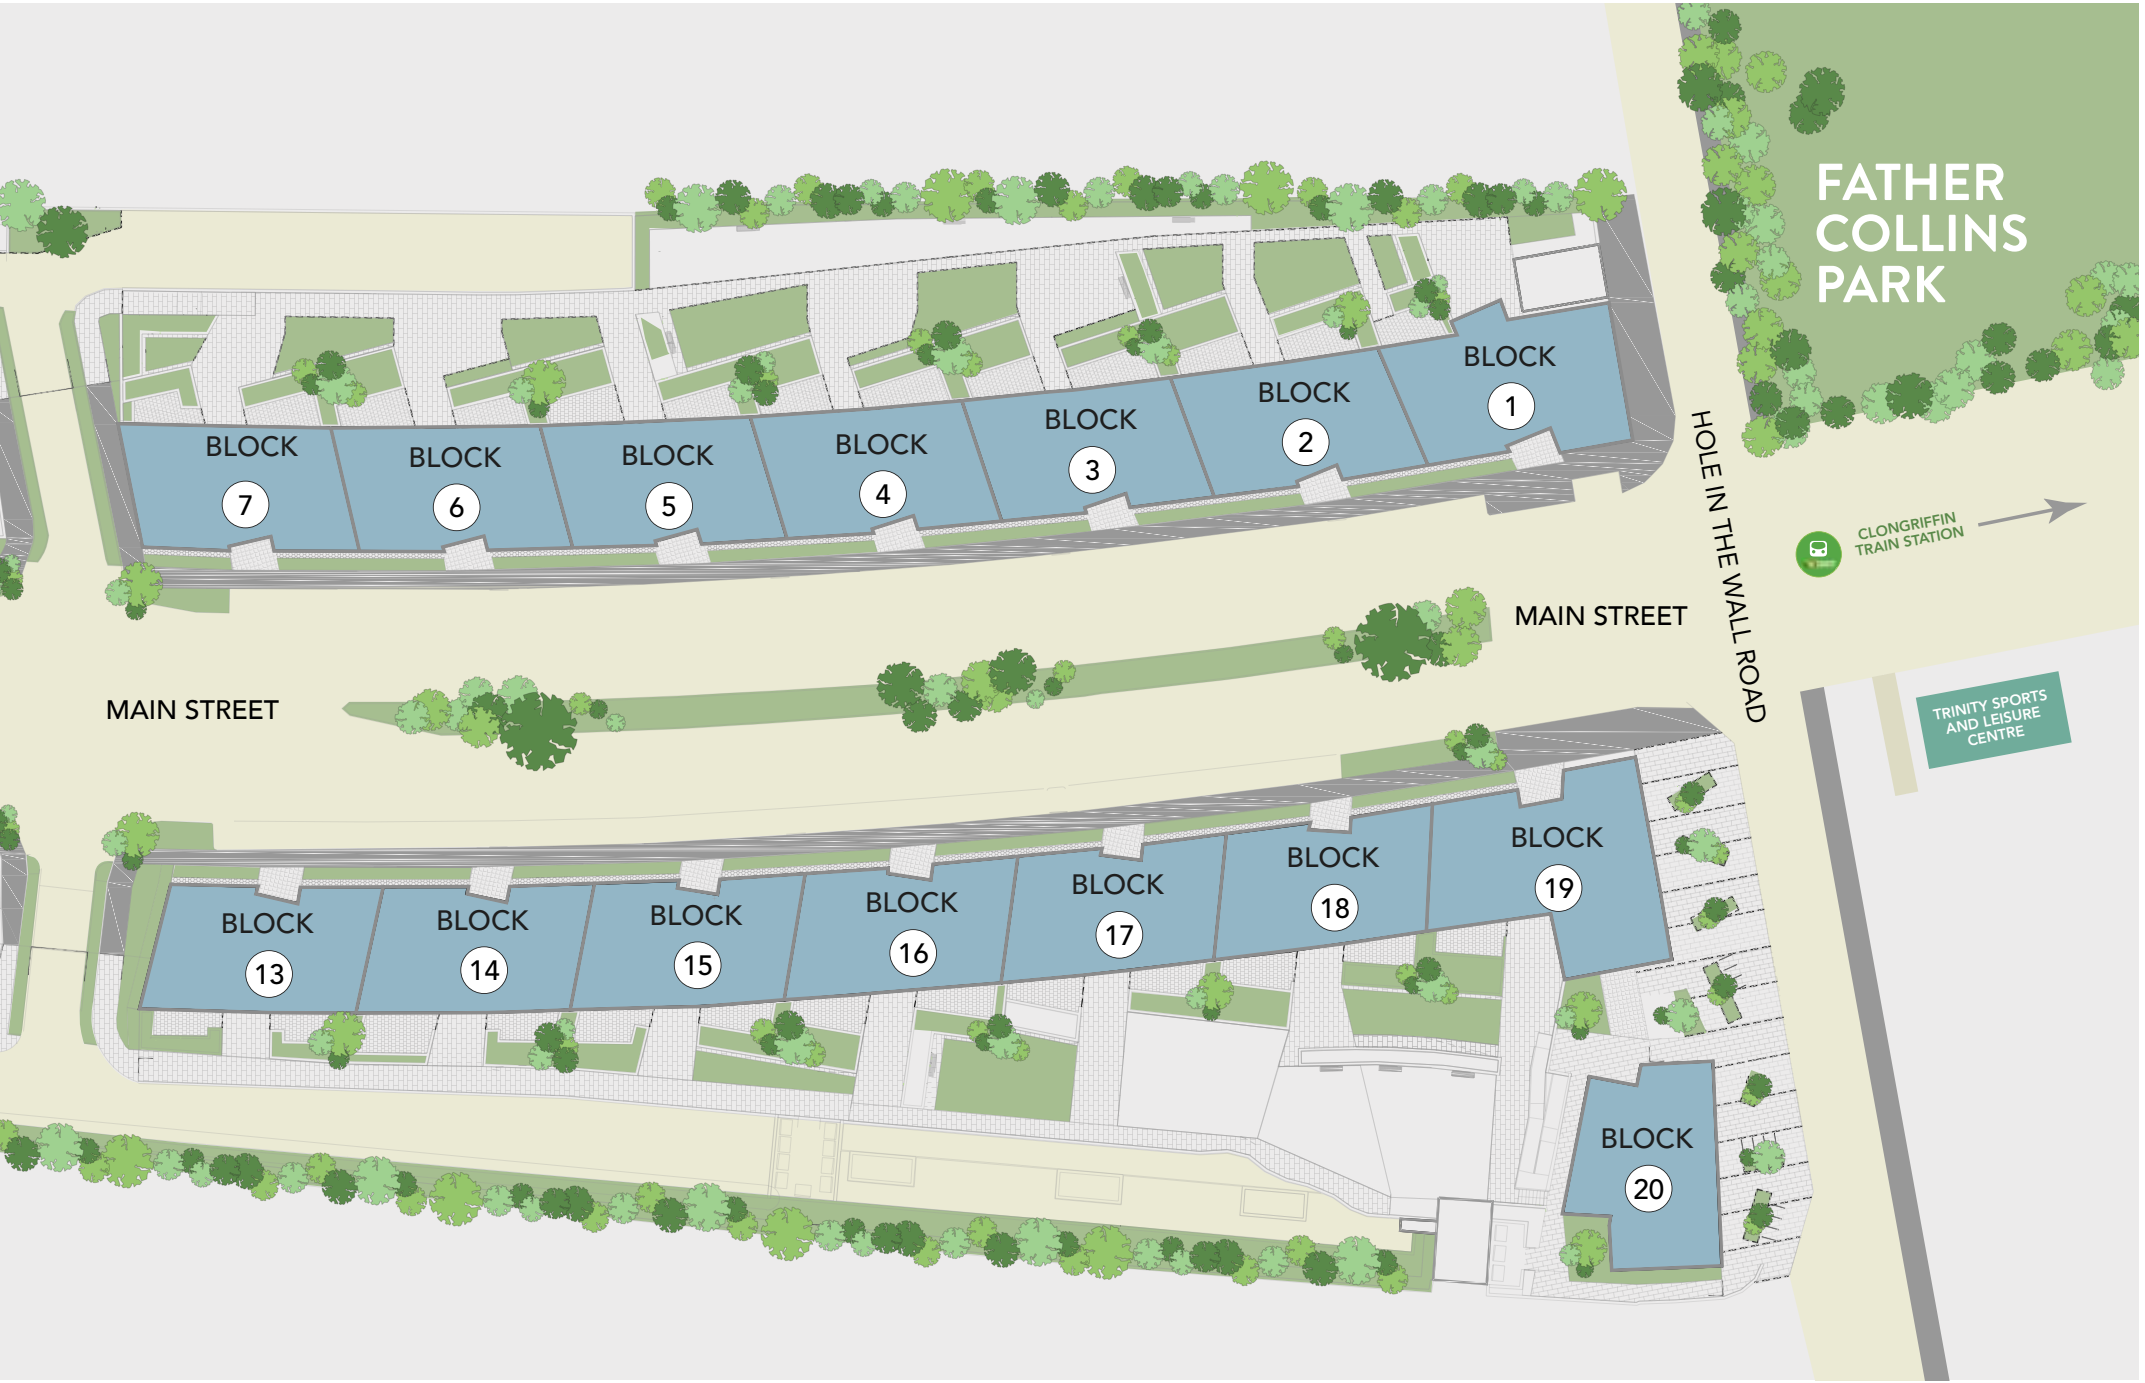 FATHER
COLLINS
PARK
BLOCK
1
BLOCK
2
BLOCK
3
BLOCK
4
BLOCK
5
BLOCK
6
BLOCK
7
HOLE IN THE WALL ROAD
CLONGRIFFIN
TRAIN STATION
MAIN STREET
MAIN STREET
TRINITY SPORTS
AND LEISURE
CENTRE
BLOCK
13
BLOCK
14
BLOCK
15
BLOCK
16
BLOCK
17
BLOCK
18
BLOCK
19
BLOCK
20